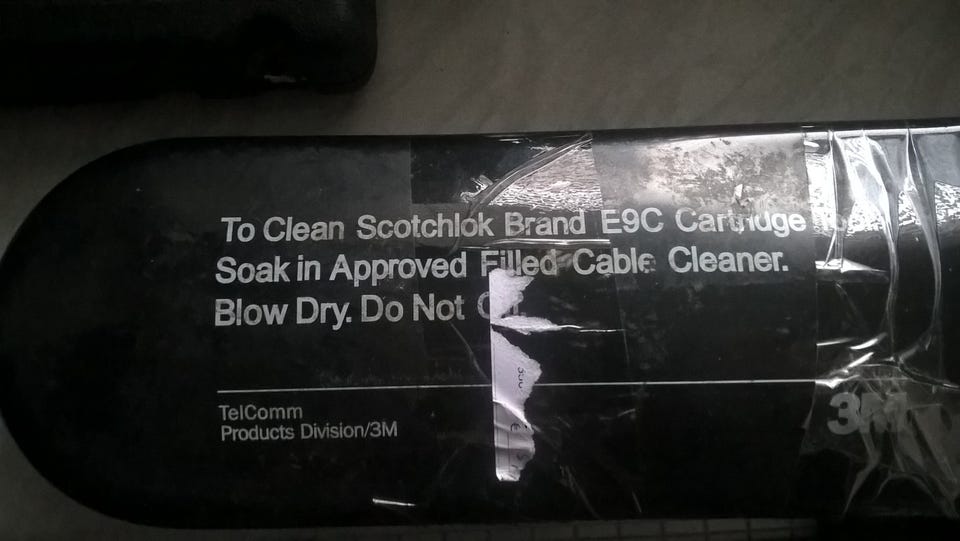 To Clean Scotchlok Brand E9C Cartridge
Soak in Approved Filled Cable Cleaner.
Blow Dry. Do Not
TelComm
Products Division/3M
3M